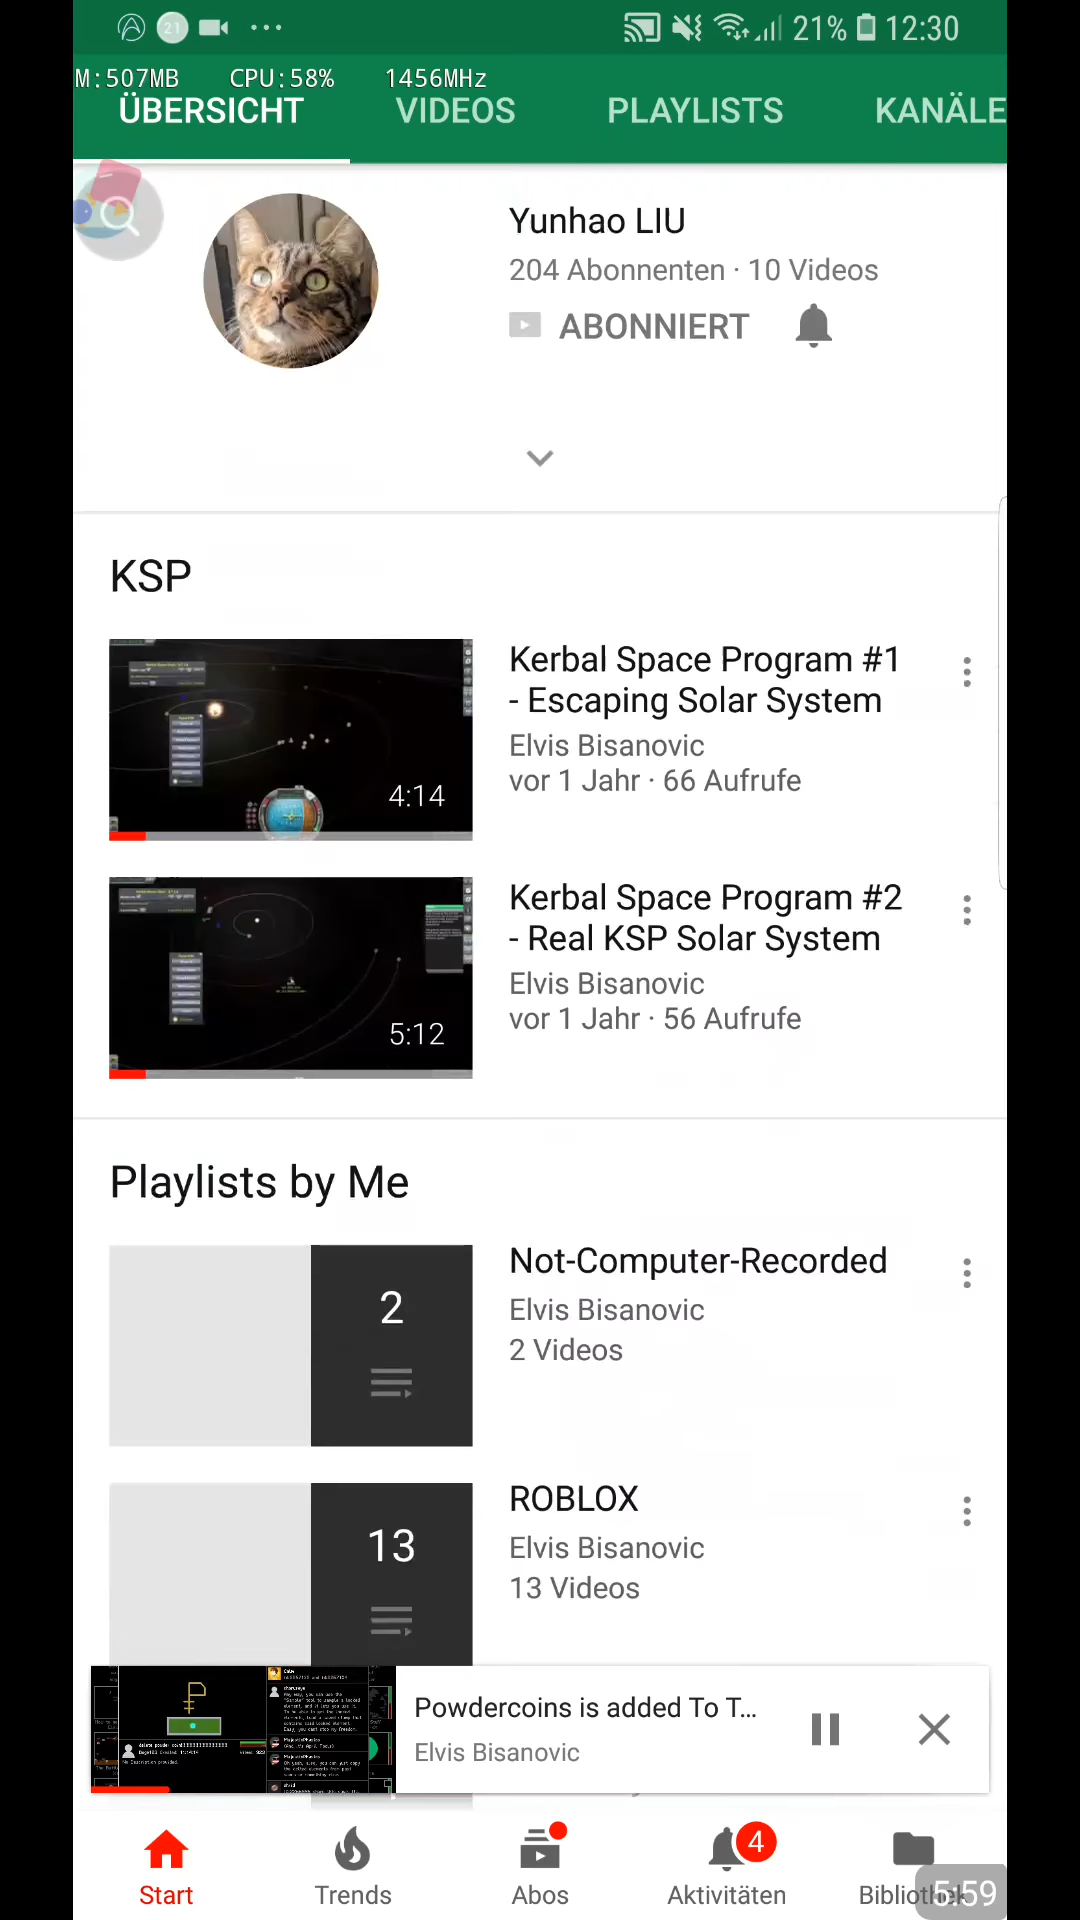 21
21% 12:30
M:507MB CPU:58% 1456MHz
ÜBERSICHT VIDEOS PLAYLISTS KANÄLE
Yunhao LIU
204 Abonnenten · 10 Videos
ABONNIERT
KSP
Kerbal Space Program #1
- Escaping Solar System
Elvis Bisanovic
vor 1 Jahr · 66 Aufrufe
4:14
Kerbal Space Program #2
- Real KSP Solar System
Elvis Bisanovic
vor 1 Jahr · 56 Aufrufe
5:12
Playlists by Me
Not-Computer-Recorded
2
Elvis Bisanovic
2 Videos
ROBLOX
13
Elvis Bisanovic
13 Videos
Powdercoins is added To T...
Elvis Bisanovic
4
Start Trends Abos Aktivitäten Bibliothek
5:59